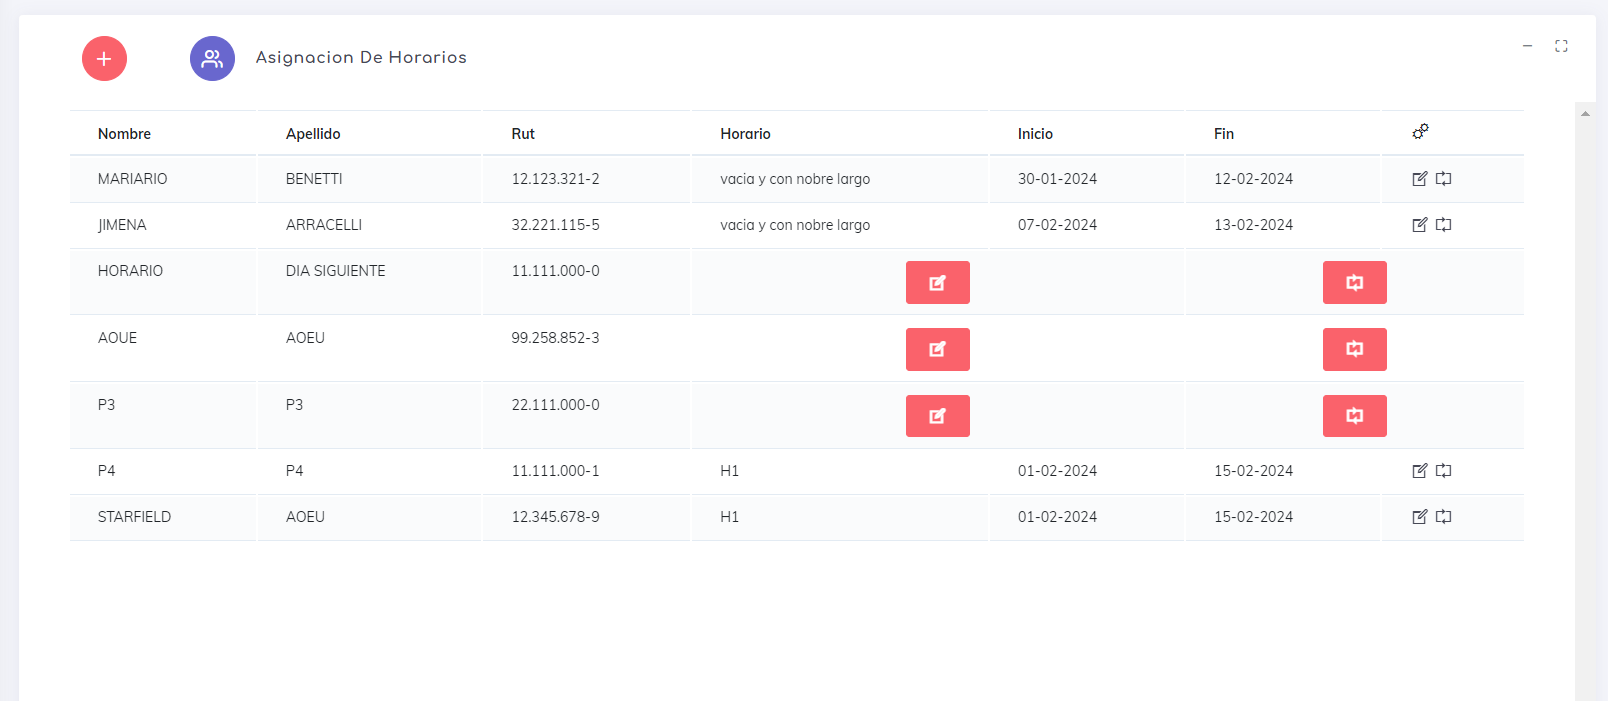 Asignacion De Horarios
Nombre Apellido Rut Horario Inicio Fin
MARIARIO BENETTI 12.123.321-2 vacia y con nobre largo 30-01-2024 12-02-2024
JIMENA ARRACELLI 32.221.115-5 vacia y con nobre largo 07-02-2024 13-02-2024
HORARIO DIA SIGUIENTE 11.111.000-0
AOUE AOEU 99.258.852-3
P3 P3 22.111.000-0
P4 P4 11.111.000-1 H1 01-02-2024 15-02-2024
STARFIELD AOEU 12.345.678-9 H1 01-02-2024 15-02-2024